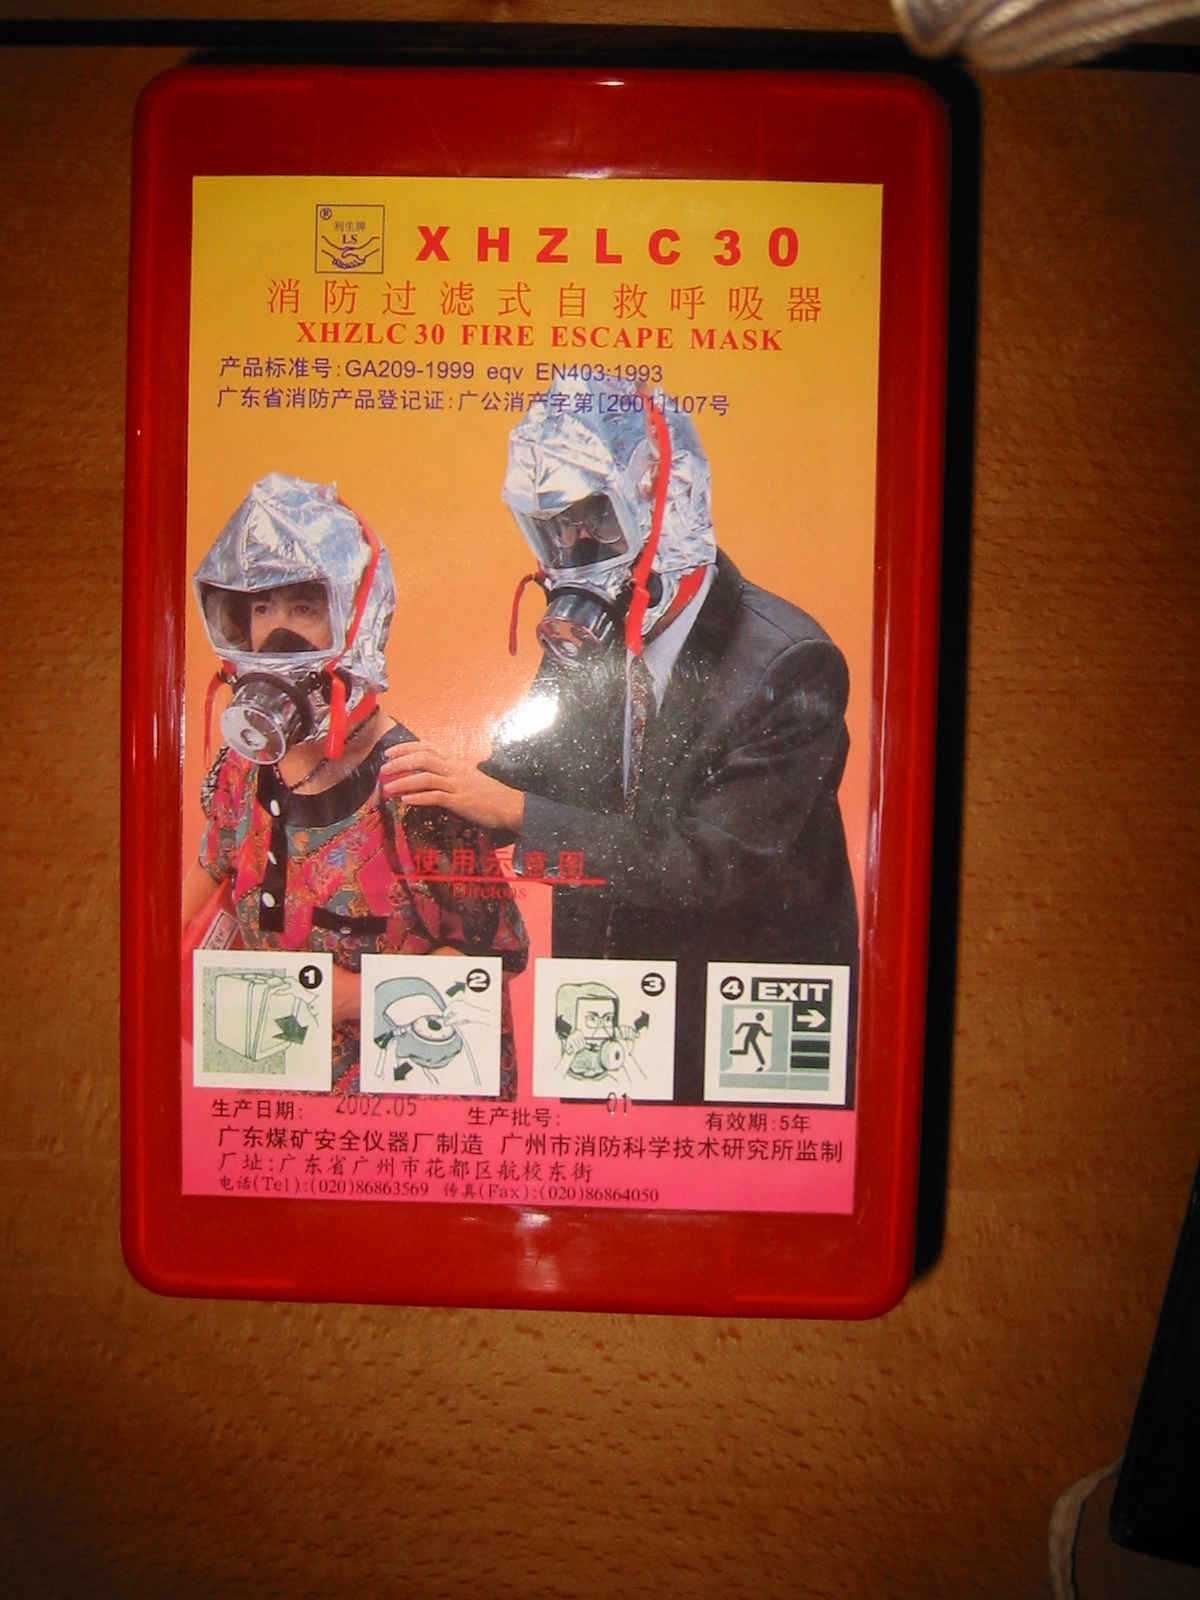 ®
利生牌
LS
XHZLC30
消防过滤式自救呼吸器
XHZLC 30 FIRE ESCAPE MASK
产品标准号:GA209-1999 eqv EN403:1993
广东省消防产品登记证:广公消产字第[2001]107号
使用示意图
Diretons
1
2
3
4 EXIT
生产日期: 2002.05 生产批号: 01 有效期:5年
广东煤矿安全仪器厂制造 广州市消防科学技术研究所监制
厂址:广东省广州市花都区航校东街
电话(Tel):(020)86863569 传真(Fax):(020)86864050